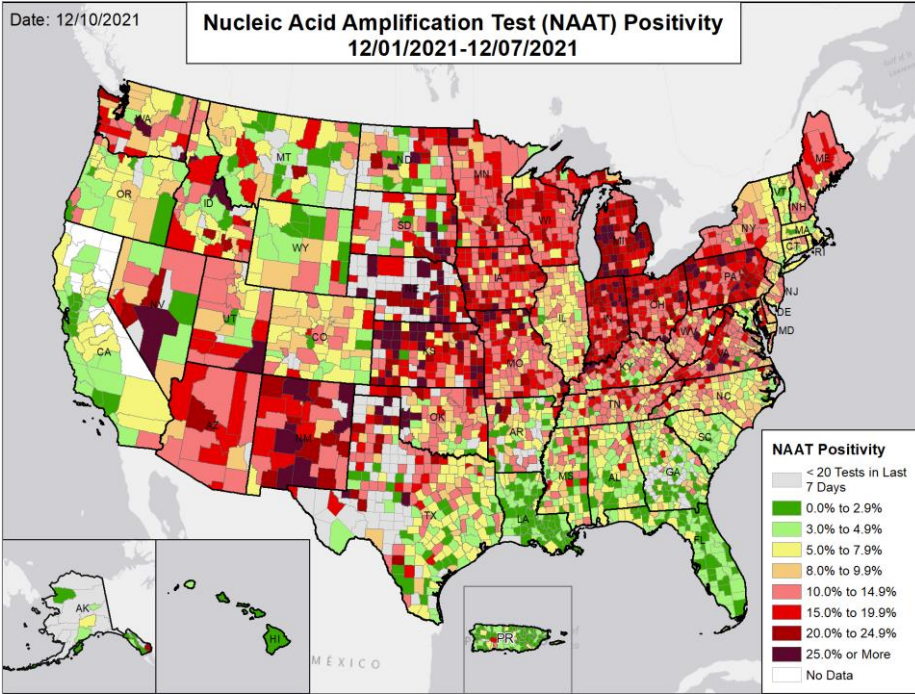 Date: 12/10/2021
Nucleic Acid Amplification Test (NAAT) Positivity
12/01/2021-12/07/2021
WA
MT
ND
MN
ME
OR
ID
SD
WI
MI
VT
NH
NY
MA
WY
CT
RI
NE
IA
PA
NJ
NV
UT
CO
IL
IN
OH
DE
MD
CA
KS
MO
WV
VA
KY
NC
TN
AZ
NM
OK
AR
SC
MS
AL
GA
TX
LA
FL
AK
HI
PR
MÉXICO
NAAT Positivity
< 20 Tests in Last
7 Days
0.0% to 2.9%
3.0% to 4.9%
5.0% to 7.9%
8.0% to 9.9%
10.0% to 14.9%
15.0% to 19.9%
20.0% to 24.9%
25.0% or More
No Data